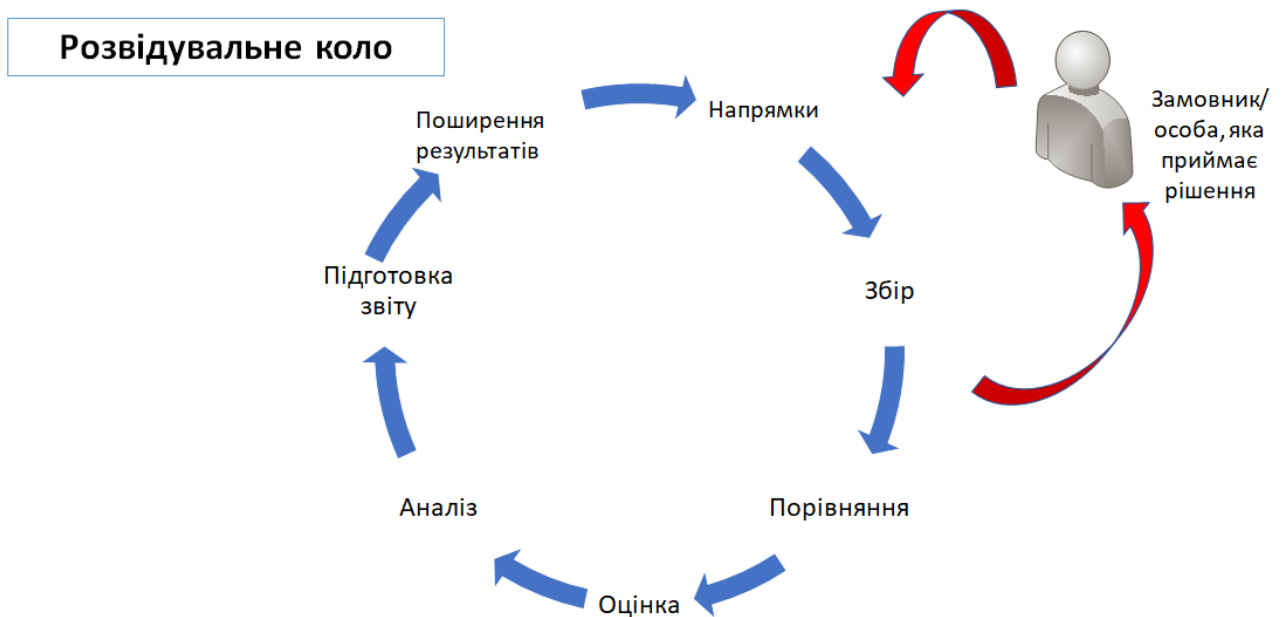 Розвідувальне коло
Напрямки
Замовник/
особа, яка
приймає
рішення
Поширення
результатів
Підготовка
звіту
Збір
Аналіз
Порівняння
Оцінка